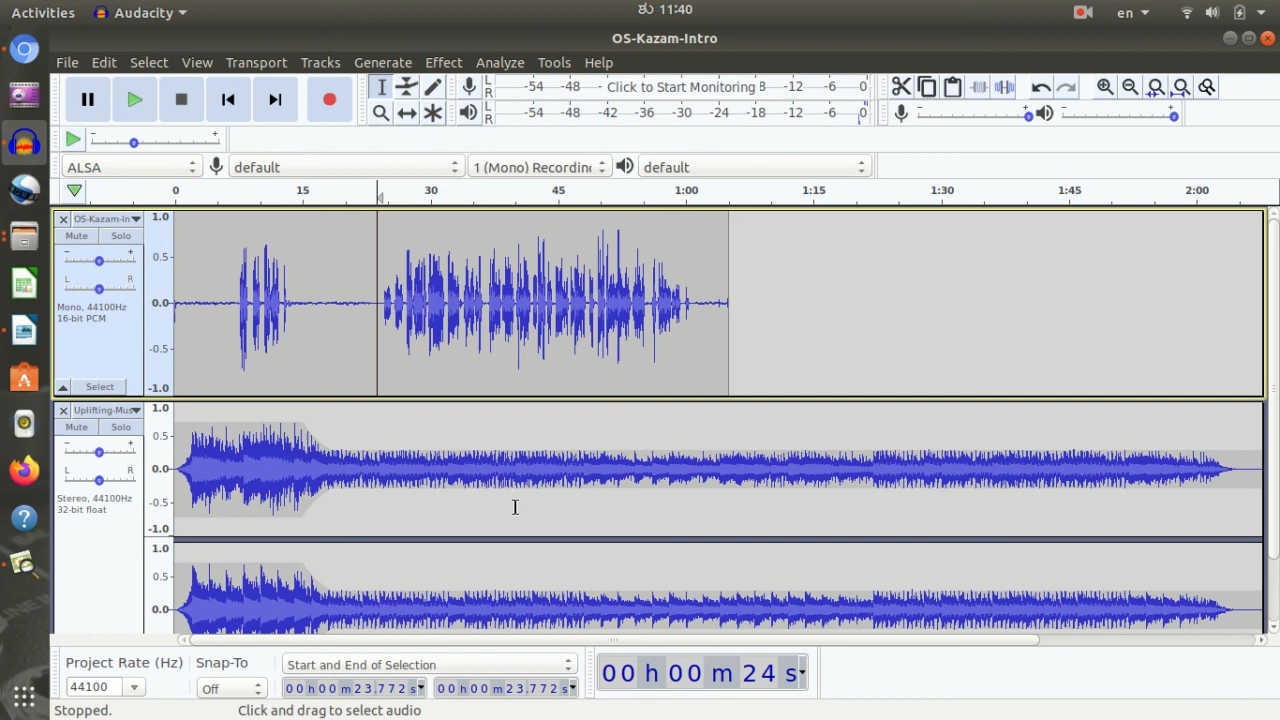 Activities Audacity ಶು 11:40 en
OS-Kazam-Intro
File Edit Select View Transport Tracks Generate Effect Analyze Tools Help
L R -54 -48 - Click to Start Monitoring -12 -6 0
L R -54 -48 -42 -36 -30 -24 -18 -12 -6 0
ALSA default 1 (Mono) Recording default
0 15 30 45 1:00 1:15 1:30 1:45 2:00
OS-Kazam-In
Mute Solo
L R
Mono, 44100Hz
16-bit PCM
Select
1.0
0.5
0.0
-0.5
-1.0
Uplifting-Mus
Mute Solo
L R
Stereo, 44100Hz
32-bit float
1.0
0.5
0.0
-0.5
-1.0
1.0
0.5
0.0
Project Rate (Hz) Snap-To Start and End of Selection
44100 Off 00 h 00 m 23.772 s 00 h 00 m 23.772 s 00 h 00 m 24 s
Stopped. Click and drag to select audio